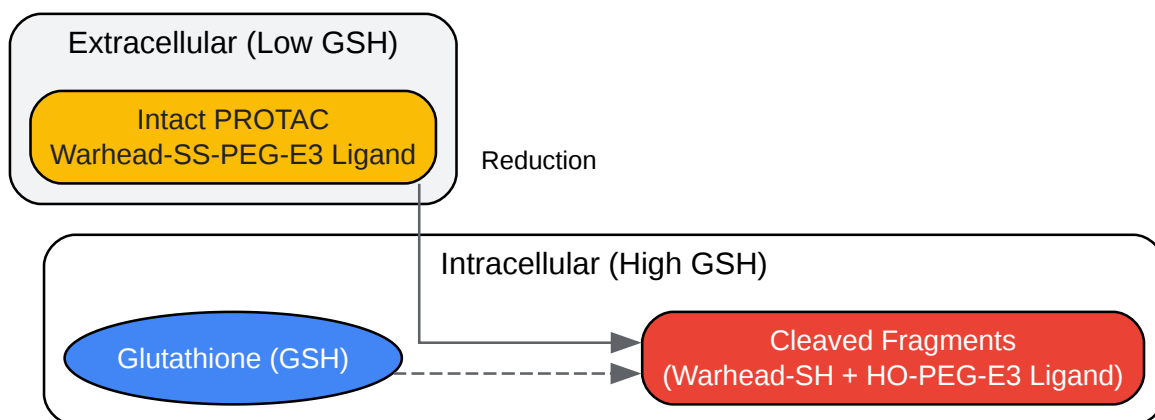 Extracellular (Low GSH)
Intact PROTAC
Warhead-SS-PEG-E3 Ligand
Reduction
Intracellular (High GSH)
Glutathione (GSH)
Cleaved Fragments
(Warhead-SH + HO-PEG-E3 Ligand)